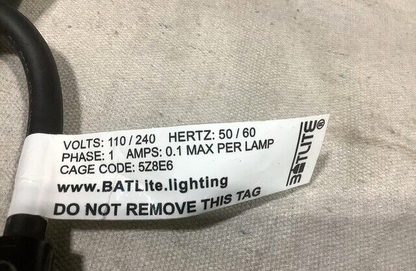 VOLTS: 110 / 240 HERTZ: 50 / 60
PHASE: 1 AMPS: 0.1 MAX PER LAMP
CAGE CODE: 5Z8E6
www.BATLite.lighting
DO NOT REMOVE THIS TAG
BATLITE®